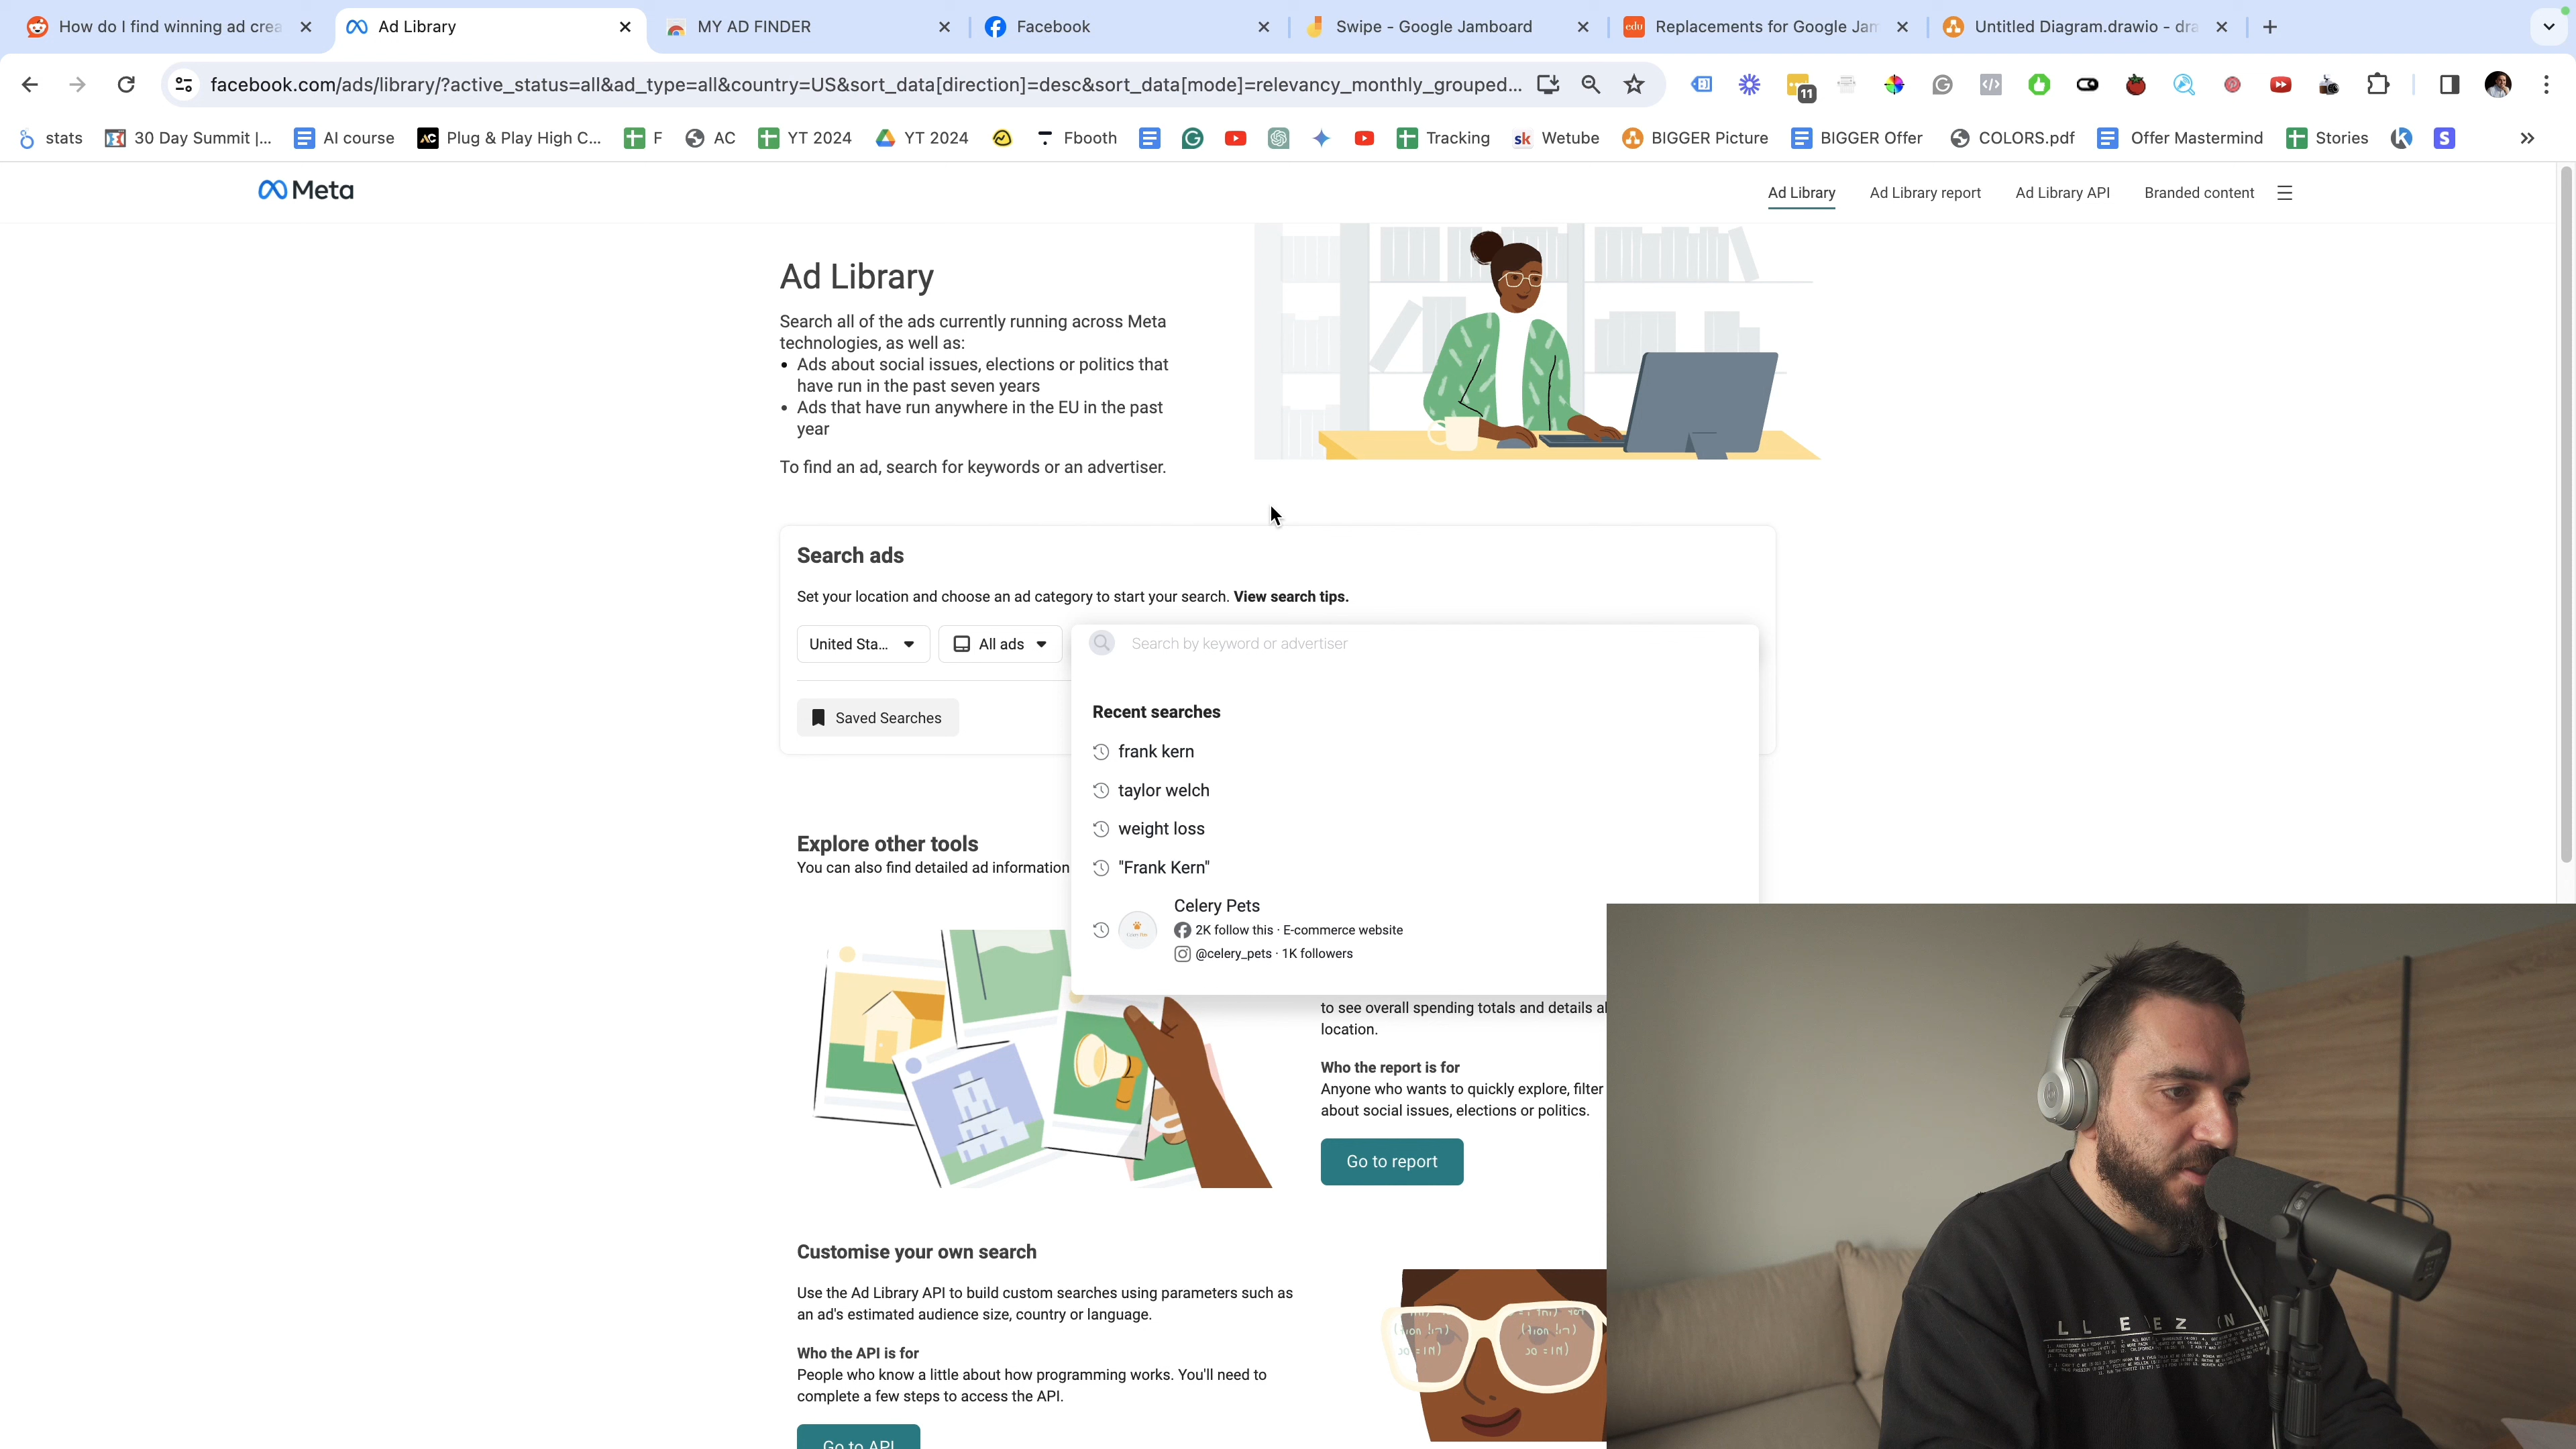 How do I find winning ad crea
Ad Library
MY AD FINDER
Facebook
Swipe - Google Jamboard
Replacements for Google Jam
Untitled Diagram.drawio - dra
facebook.com/ads/library/?active_status=all&ad_type=all&country=US&sort_data[direction]=desc&sort_data[mode]=relevancy_monthly_grouped...
11
stats
30 Day Summit |...
AI course
Plug & Play High C...
F
AC
YT 2024
YT 2024
Fbooth
Tracking
Wetube
BIGGER Picture
BIGGER Offer
COLORS.pdf
Offer Mastermind
Stories
Meta
Ad Library
Ad Library report
Ad Library API
Branded content
Ad Library
Search all of the ads currently running across Meta
technologies, as well as:
• Ads about social issues, elections or politics that
have run in the past seven years
• Ads that have run anywhere in the EU in the past
year
To find an ad, search for keywords or an advertiser.
Search ads
Set your location and choose an ad category to start your search. View search tips.
United Sta...
All ads
Search by keyword or advertiser
Saved Searches
Recent searches
frank kern
taylor welch
weight loss
"Frank Kern"
Celery Pets
2K follow this · E-commerce website
@celery_pets · 1K followers
Explore other tools
You can also find detailed ad information
to see overall spending totals and details
location.
Who the report is for
Anyone who wants to quickly explore, filter
about social issues, elections or politics.
Go to report
Customise your own search
Use the Ad Library API to build custom searches using parameters such as
an ad's estimated audience size, country or language.
Who the API is for
People who know a little about how programming works. You'll need to
complete a few steps to access the API.
Go to API